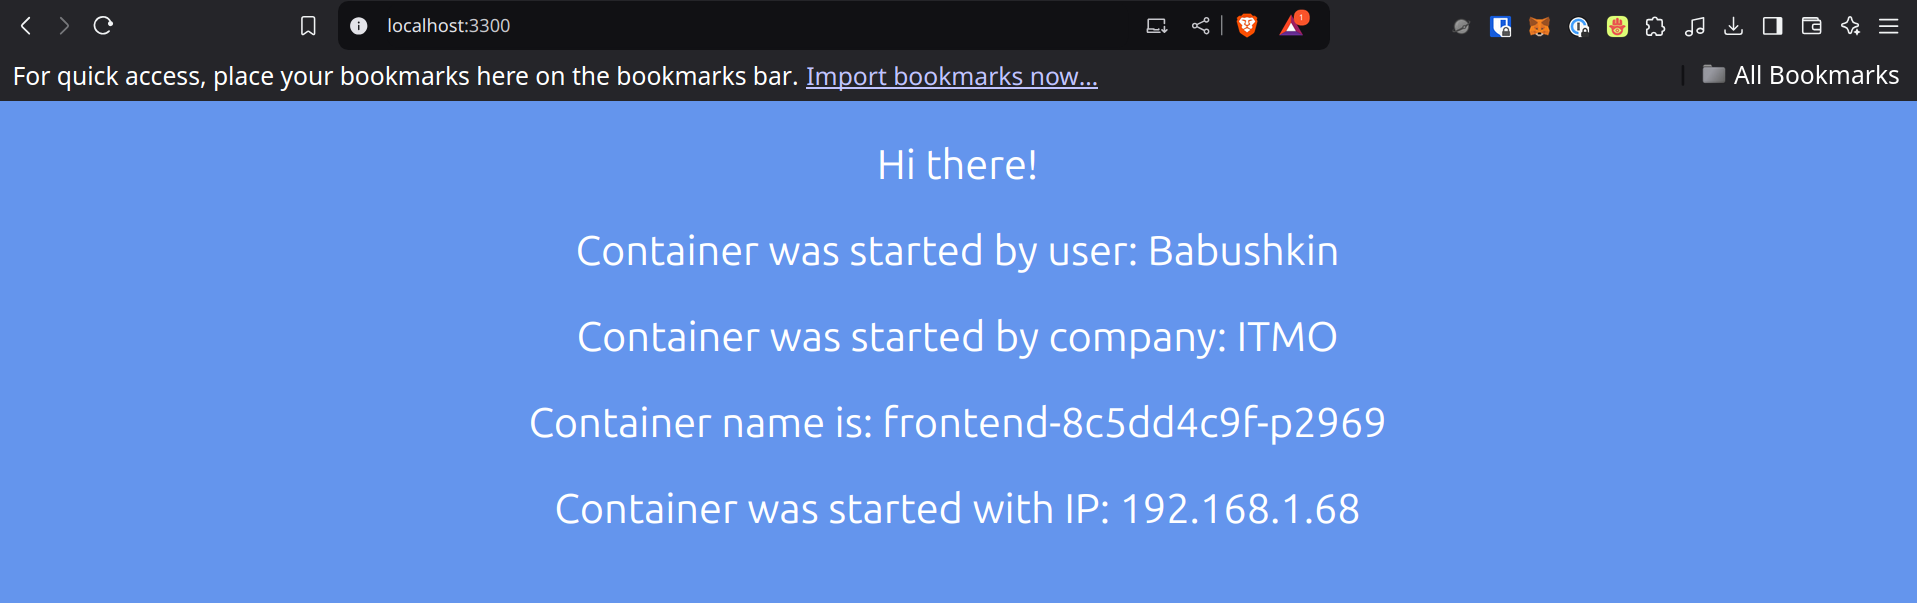 localhost:3300
1
For quick access, place your bookmarks here on the bookmarks bar. Import bookmarks now...
All Bookmarks
Hi there!
Container was started by user: Babushkin
Container was started by company: ITMO
Container name is: frontend-8c5dd4c9f-p2969
Container was started with IP: 192.168.1.68